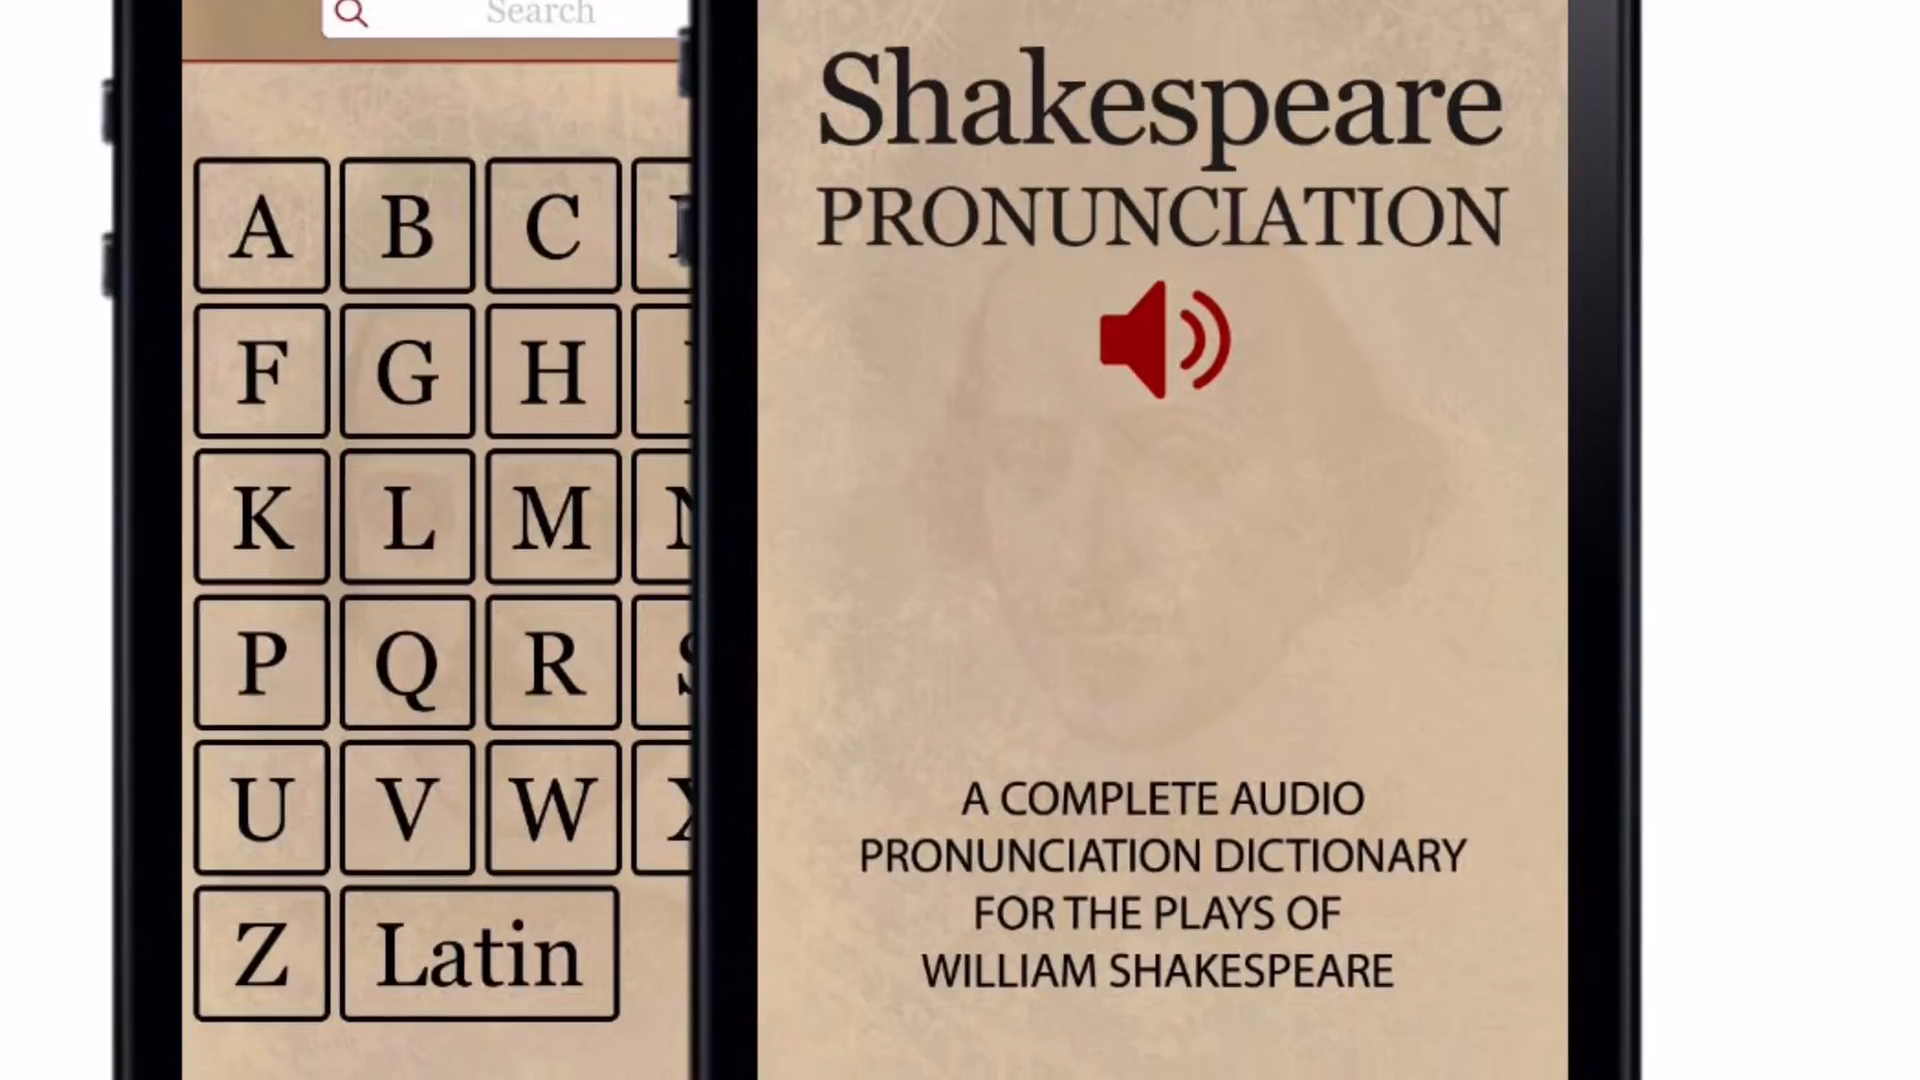 Search
A B C
F G H
K L M N
P Q R S
U V W X
Z Latin
Shakespeare
PRONUNCIATION
A COMPLETE AUDIO
PRONUNCIATION DICTIONARY
FOR THE PLAYS OF
WILLIAM SHAKESPEARE